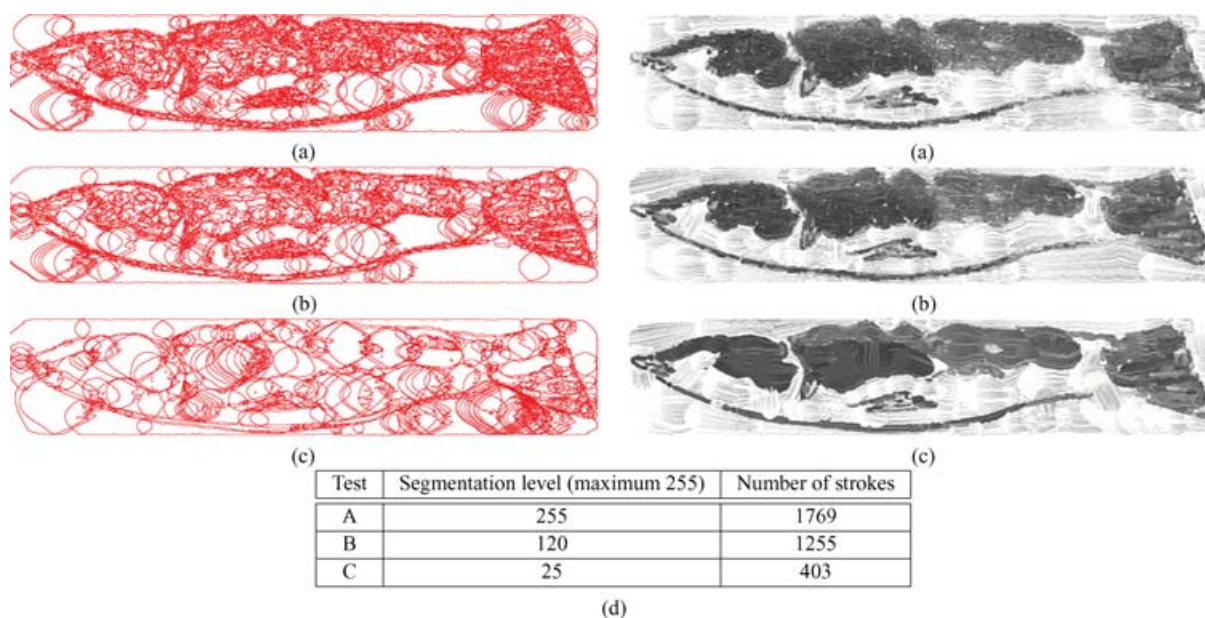 (a) (a)
(b) (b)
(c) (c)
Test Segmentation level (maximum 255) Number of strokes
A 255 1769
B 120 1255
C 25 403
(d)